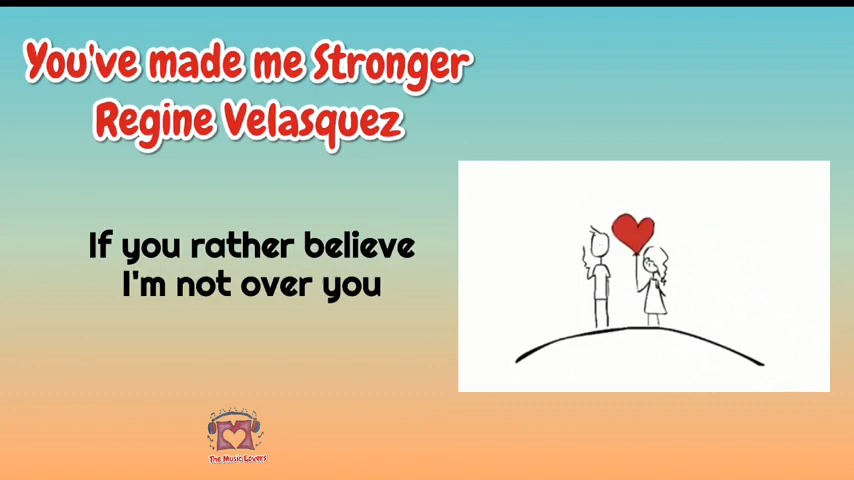 You've made me Stronger
Regine Velasquez
If you rather believe
I'm not over you
The Music Lovers